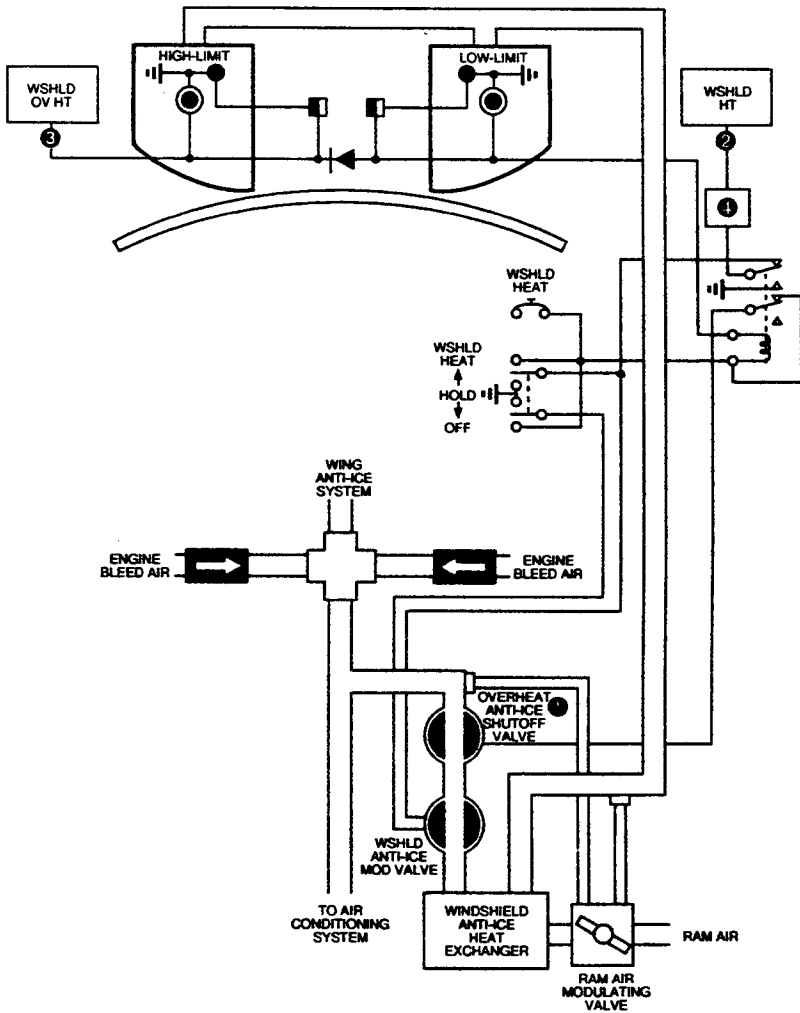 HIGH-LIMIT
LOW-LIMIT
WSHLD
OV HT
WSHLD
HT
3
2
4
WSHLD
HEAT
WSHLD
HEAT
HOLD
OFF
WING
ANTI-ICE
SYSTEM
ENGINE
BLEED AIR
ENGINE
BLEED AIR
OVERHEAT
ANTI-ICE
SHUTOFF
VALVE
1
WSHLD
ANTI-ICE
MOD VALVE
TO AIR
CONDITIONING
SYSTEM
WINDSHIELD
ANTI-ICE
HEAT
EXCHANGER
RAM AIR
RAM AIR
MODULATING
VALVE